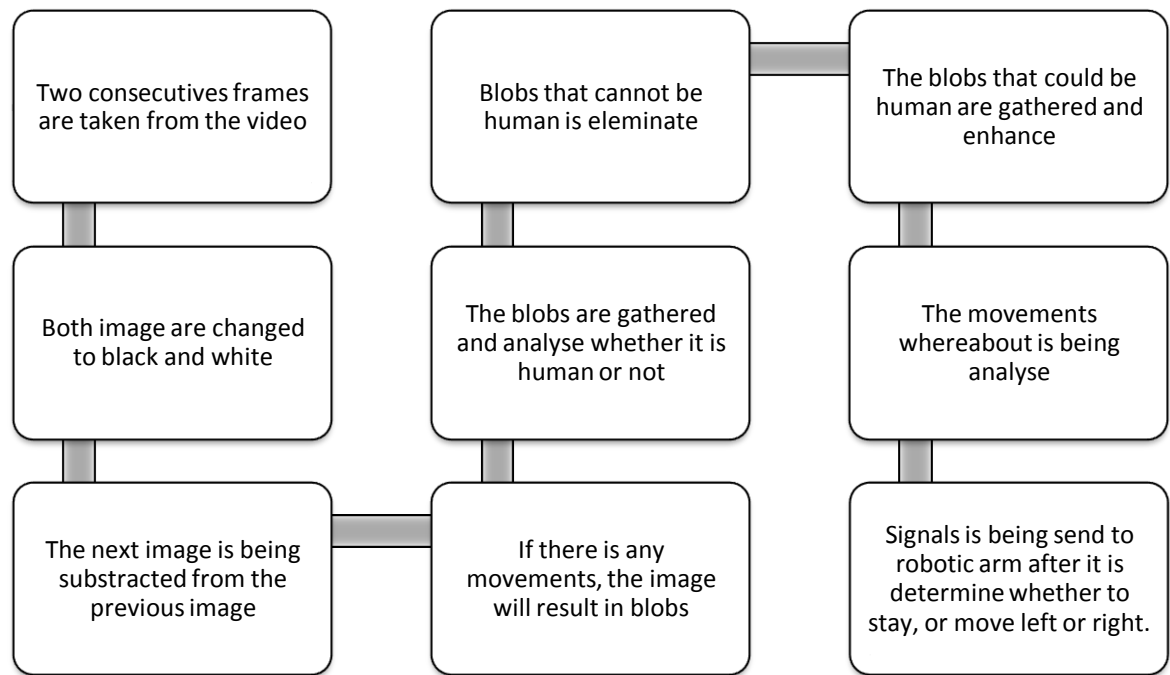 Two consecutives frames
are taken from the video
Both image are changed
to black and white
The next image is being
substracted from the
previous image
If there is any
movements, the image
will result in blobs
The blobs are gathered
and analyse whether it is
human or not
Blobs that cannot be
human is eleminate
The blobs that could be
human are gathered and
enhance
The movements
whereabout is being
analyse
Signals is being send to
robotic arm after it is
determine whether to
stay, or move left or right.